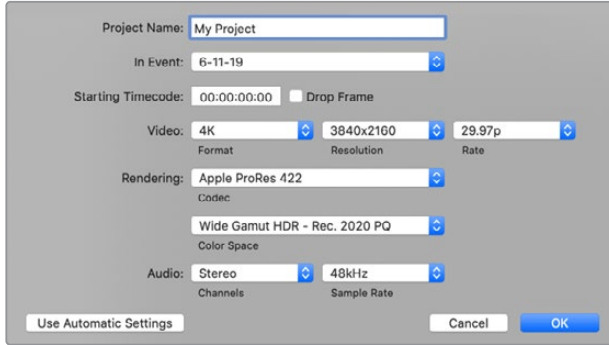 Project Name: My Project
In Event: 6-11-19
Starting Timecode: 00:00:00:00 Drop Frame
Video: 4K 3840x2160 29.97p
Format Resolution Rate
Rendering: Apple ProRes 422
Codec
Wide Gamut HDR - Rec. 2020 PQ
Color Space
Audio: Stereo 48kHz
Channels Sample Rate
Use Automatic Settings Cancel OK